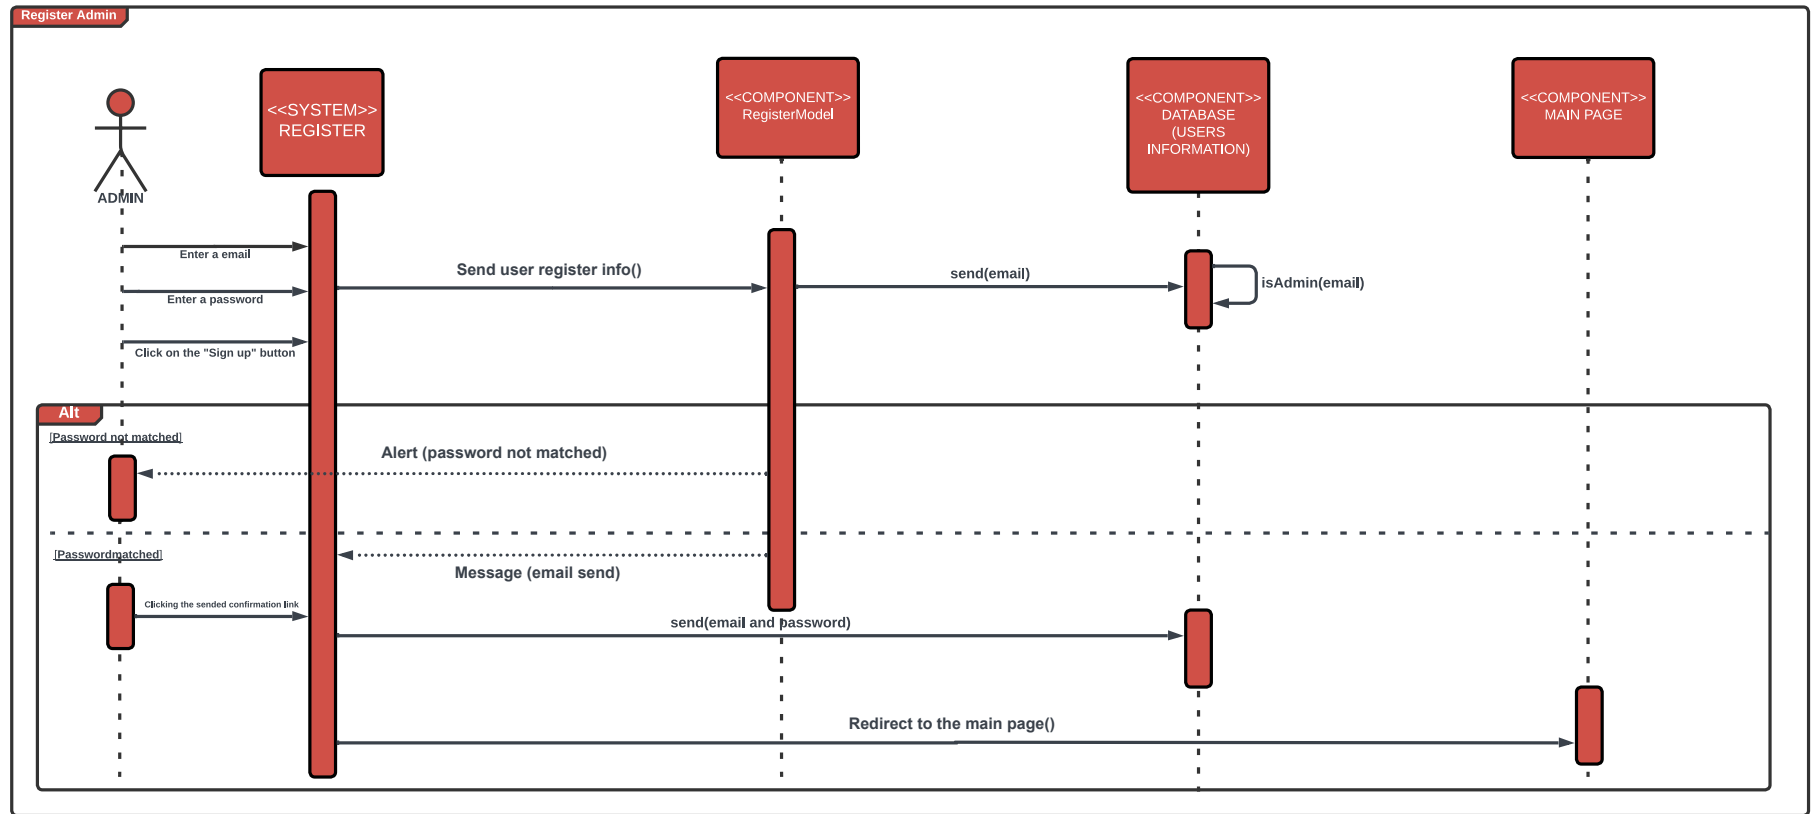 Register Admin
<<SYSTEM>>
REGISTER
<<COMPONENT>>
RegisterModel
<<COMPONENT>>
DATABASE
(USERS
INFORMATION)
<<COMPONENT>>
MAIN PAGE
ADMIN
Enter a email
Send user register info()
send(email)
isAdmin(email)
Enter a password
Click on the "Sign up" button
Alt
[Password not matched]
Alert (password not matched)
[Passwordmatched]
Message (email send)
Clicking the sended confirmation link
send(email and password)
Redirect to the main page()